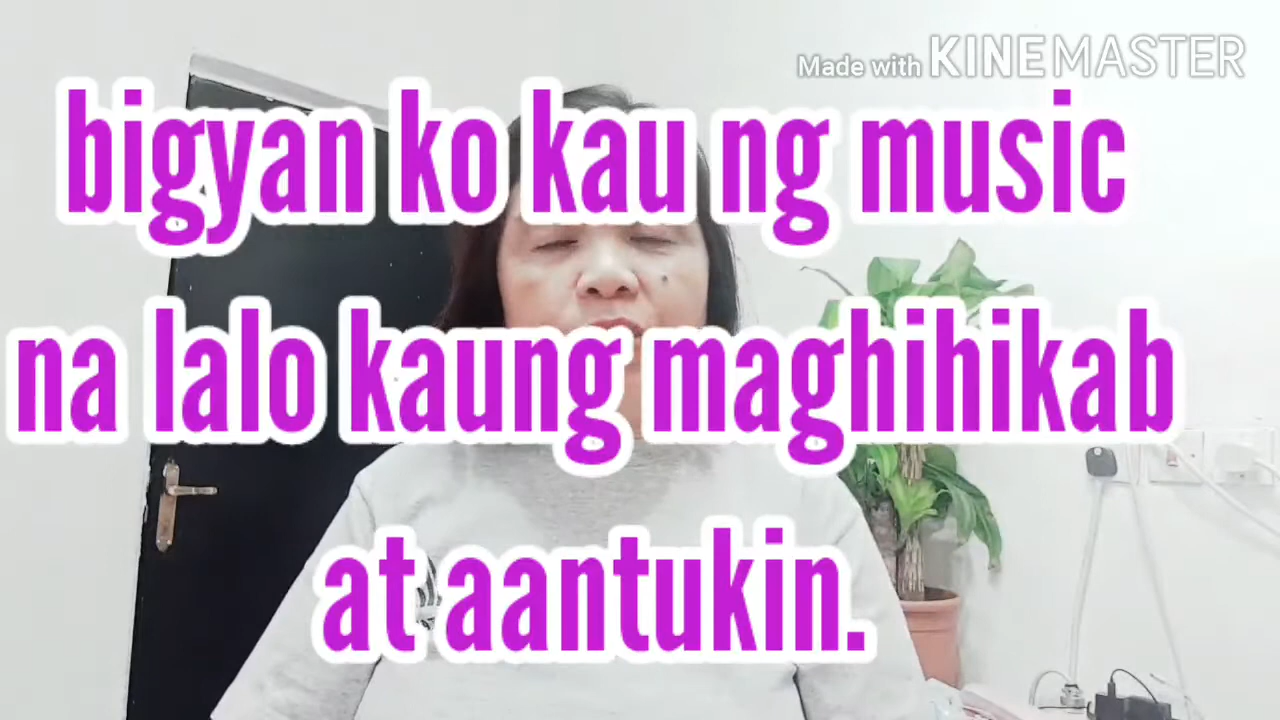 Made with KINEMASTER
bigyan ko kau ng music
na lalo kaung maghihikab
at aantukin.